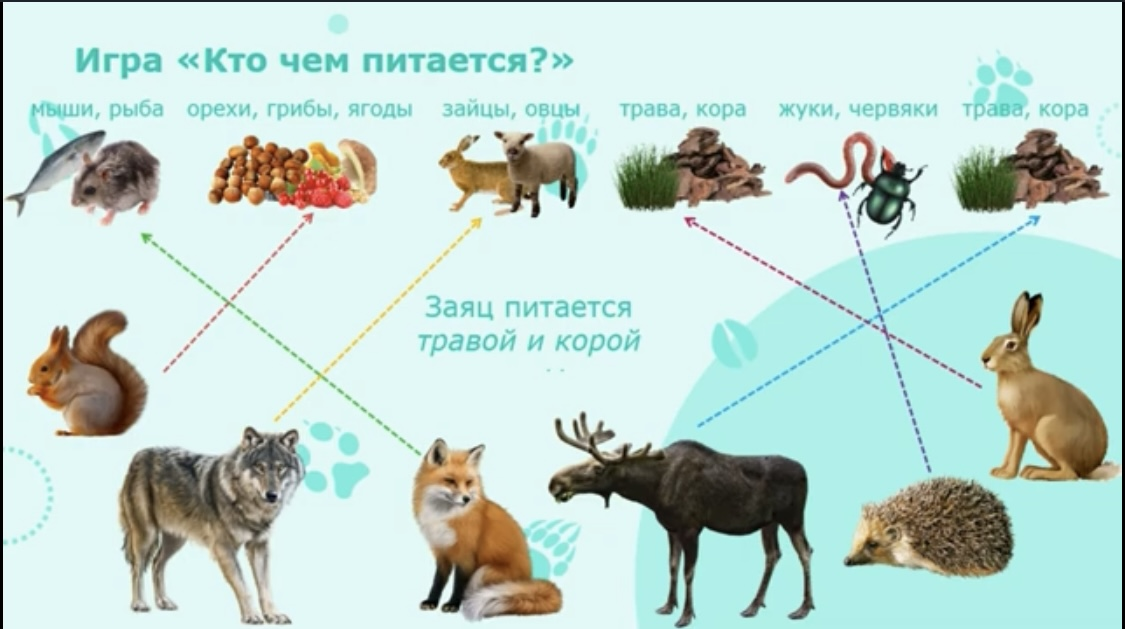 Игра «Кто чем питается?»
мыши, рыба орехи, грибы, ягоды зайцы, овцы трава, кора жуки, червяки трава, кора
Заяц питается
травой и корой